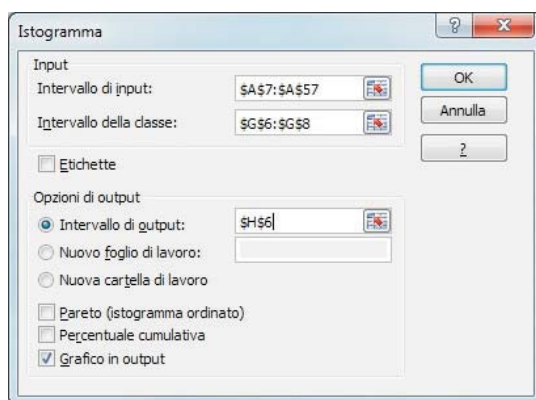 Istogramma
Input
Intervallo di input: $A$7:$A$57
Intervallo della classe: $G$6:$G$8
Etichette
Opzioni di output
Intervallo di output: $H$6
Nuovo foglio di lavoro:
Nuova cartella di lavoro
Pareto (istogramma ordinato)
Percentuale cumulativa
Grafico in output
OK
Annulla
?